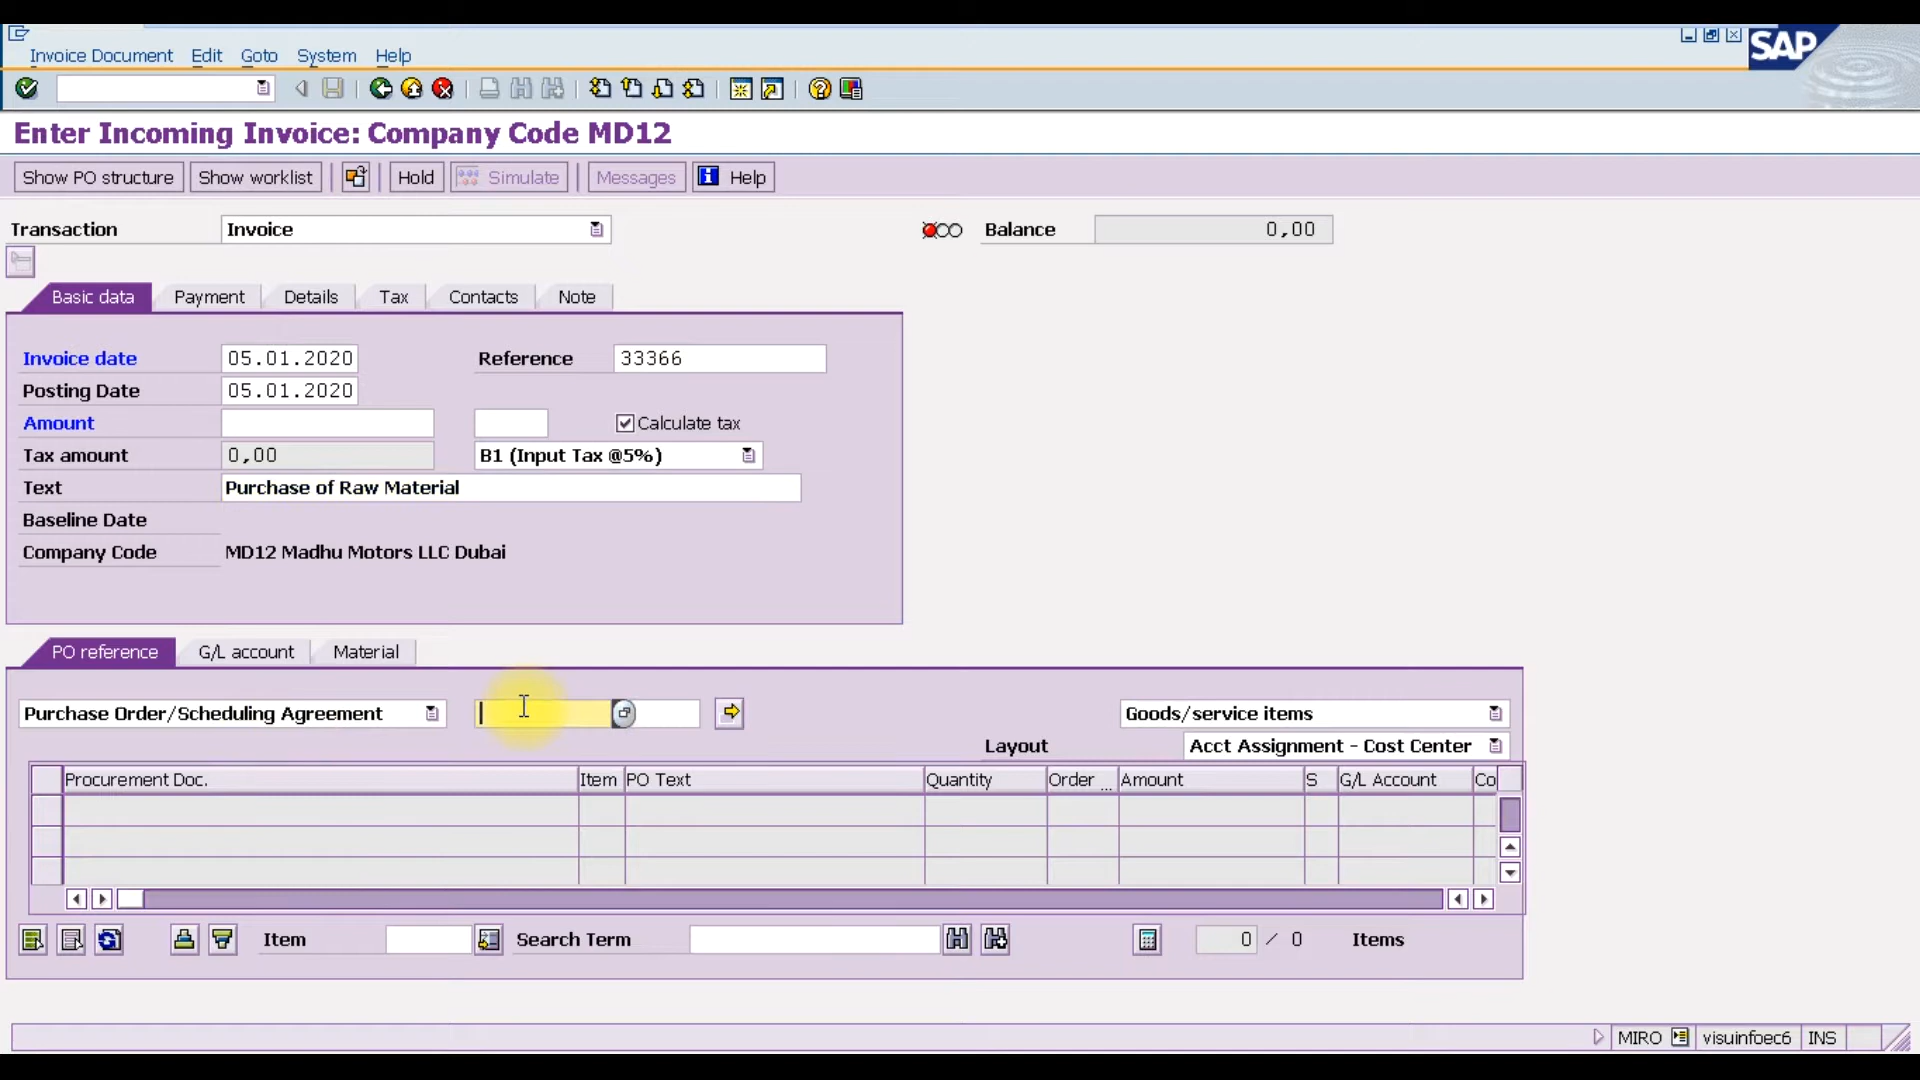 Invoice Document Edit Goto System Help
SAP
Enter Incoming Invoice: Company Code MD12
Show PO structure Show worklist Hold Simulate Messages Help
Transaction Invoice Balance 0,00
Basic data Payment Details Tax Contacts Note
Invoice date 05.01.2020 Reference 33366
Posting Date 05.01.2020
Amount Calculate tax
Tax amount 0,00 B1 (Input Tax @5%)
Text Purchase of Raw Material
Baseline Date
Company Code MD12 Madhu Motors LLC Dubai
PO reference G/L account Material
Purchase Order/Scheduling Agreement Goods/service items
Layout Acct Assignment - Cost Center
Procurement Doc. Item PO Text Quantity Order ... Amount S G/L Account Co
Item Search Term 0 / 0 Items
MIRO visuinfoec6 INS